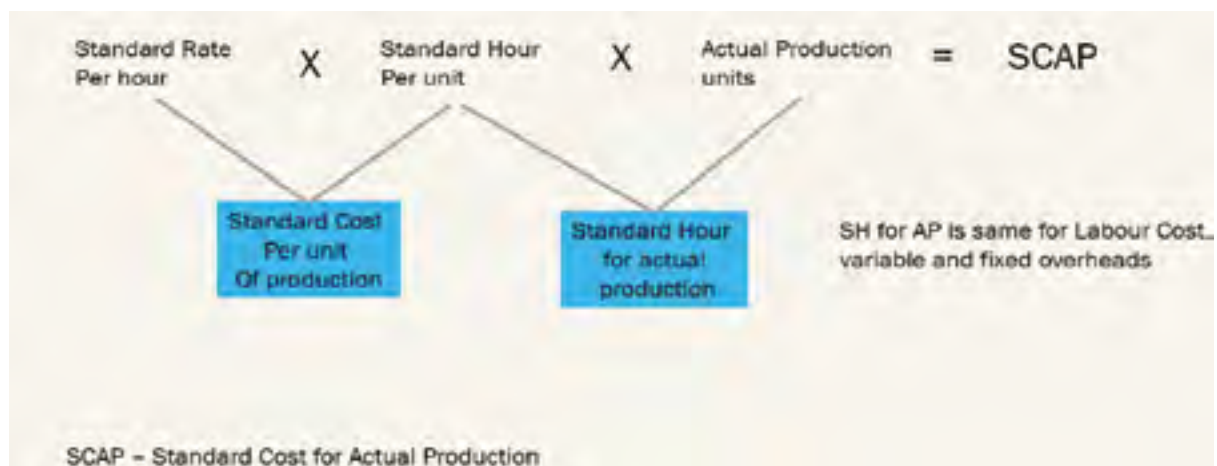 Standard Rate
Per hour
X
Standard Hour
Per unit
X
Actual Production
units
=
SCAP
Standard Cost
Per unit
Of production
Standard Hour
for actual
production
SH for AP is same for Labour Cost,
variable and fixed overheads
SCAP – Standard Cost for Actual Production